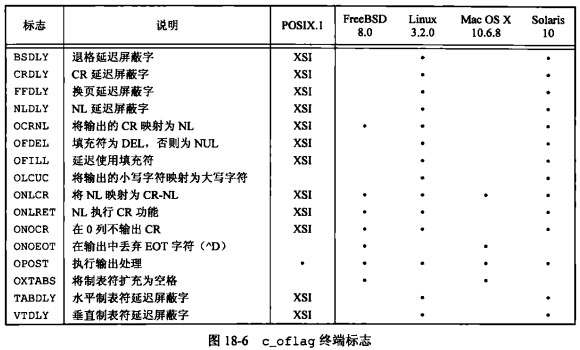 标志 说明 POSIX.1 FreeBSD 8.0 Linux 3.2.0 Mac OS X 10.6.8 Solaris 10
BSDLY 退格延迟屏蔽字 XSI • •
CRDLY CR 延迟屏蔽字 XSI • •
FFDLY 换页延迟屏蔽字 XSI • •
NLDLY NL 延迟屏蔽字 XSI • •
OCRNL 将输出的 CR 映射为 NL XSI • • •
OFDEL 填充符为 DEL，否则为 NUL XSI • •
OFILL 延迟使用填充符 XSI • •
OLCUC 将输出的小写字符映射为大写字符 • •
ONLCR 将 NL 映射为 CR-NL XSI • • • •
ONLRET NL 执行 CR 功能 XSI • • •
ONOCR 在 0 列不输出 CR XSI • • •
ONOEOT 在输出中丢弃 EOT 字符 (^D) • •
OPOST 执行输出处理 • • • • •
OXTABS 将制表符扩充为空格 • •
TABDLY 水平制表符延迟屏蔽字 XSI • •
VTDLY 垂直制表符延迟屏蔽字 XSI • •
图 18-6 c_oflag 终端标志